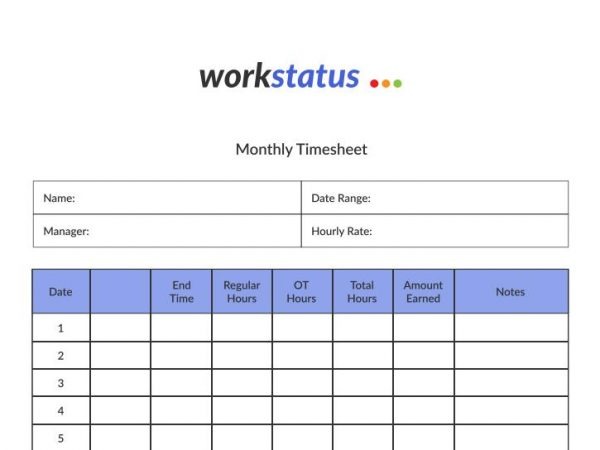 workstatus
Monthly Timesheet
Name: Date Range:
Manager: Hourly Rate:
Date End Time Regular Hours OT Hours Total Hours Amount Earned Notes
1
2
3
4
5